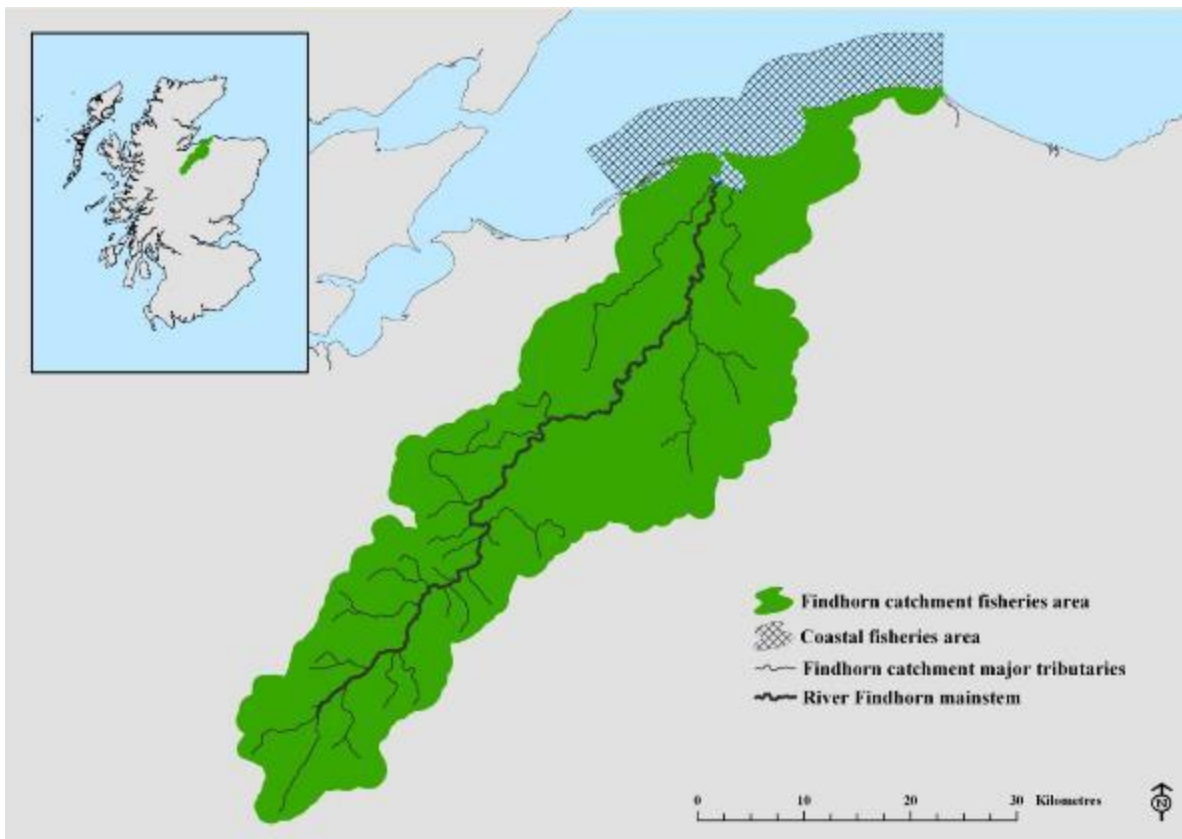 Findhorn catchment fisheries area
Coastal fisheries area
Findhorn catchment major tributaries
River Findhorn mainstem
0 10 20 30 Kilometres
N